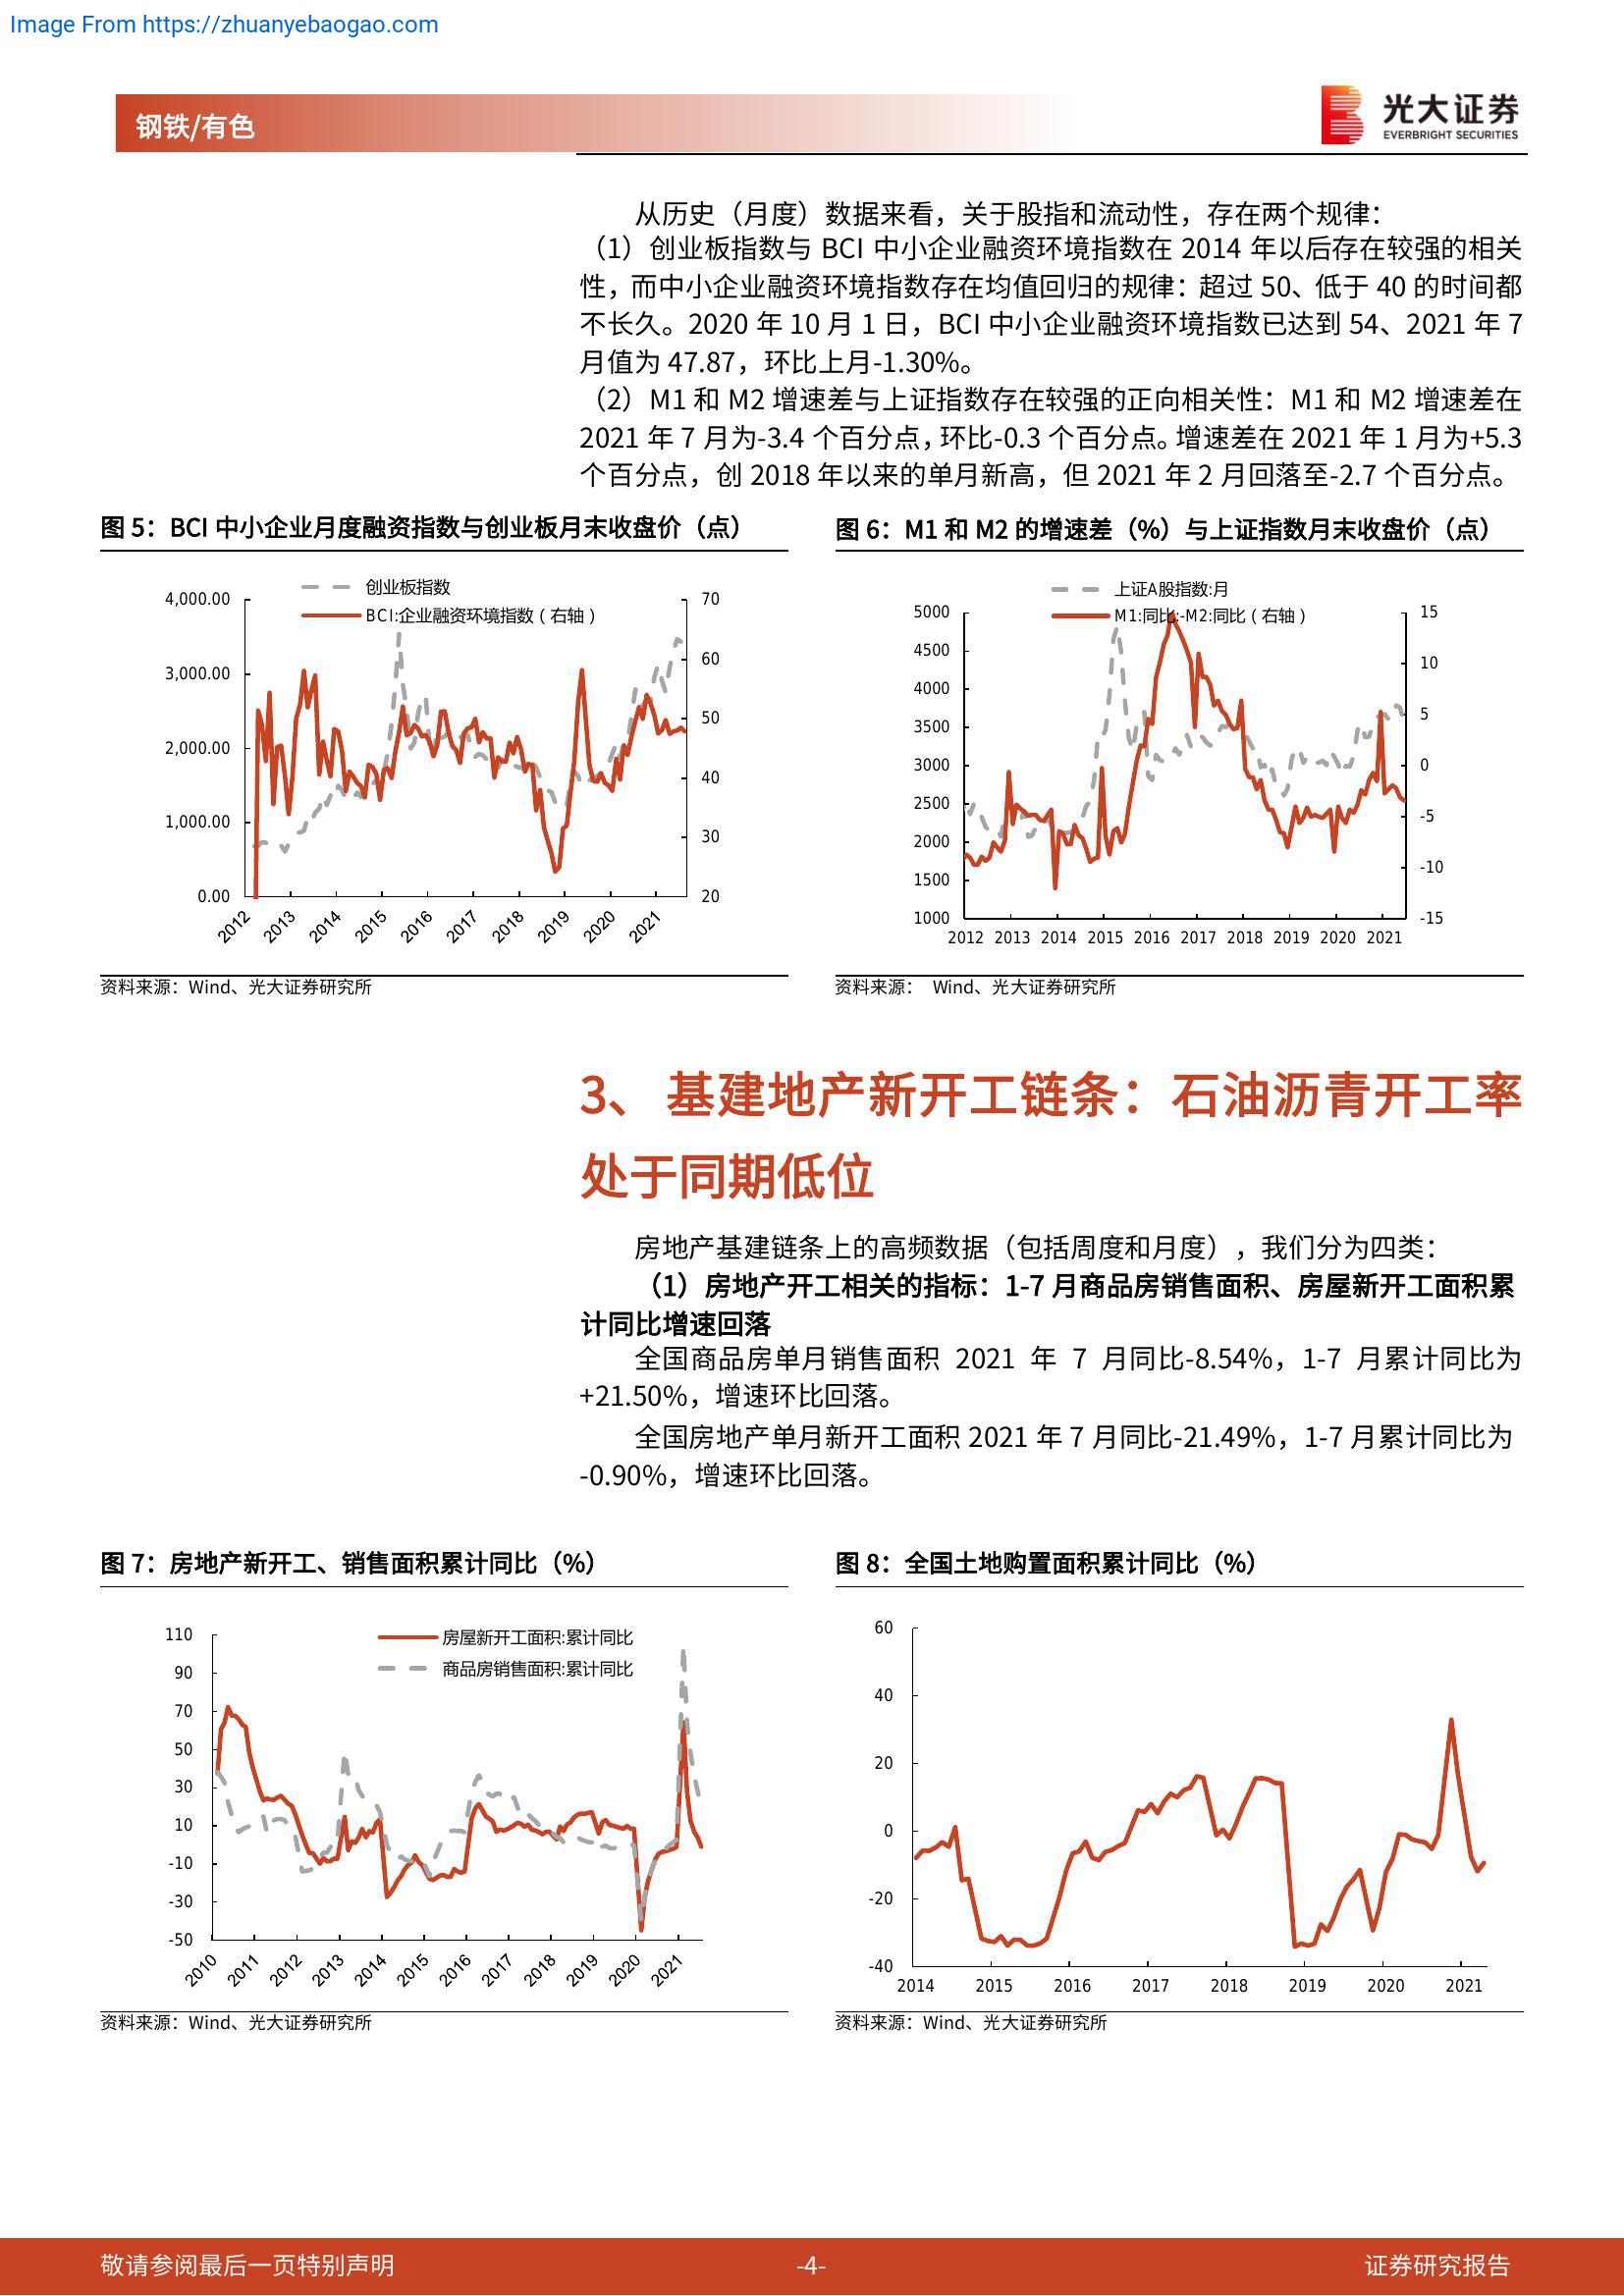 Image From https://zhuanyebaogao.com
钢铁/有色
光大证券
EVERBRIGHT SECURITIES
从历史（月度）数据来看，关于股指和流动性，存在两个规律：
（1）创业板指数与 BCI 中小企业融资环境指数在 2014 年以后存在较强的相关
性，而中小企业融资环境指数存在均值回归的规律：超过 50、低于 40 的时间都
不长久。2020 年 10 月 1 日，BCI 中小企业融资环境指数已达到 54、2021 年 7
月值为 47.87，环比上月-1.30%。
（2）M1 和 M2 增速差与上证指数存在较强的正向相关性：M1 和 M2 增速差在
2021 年 7 月为-3.4 个百分点，环比-0.3 个百分点。增速差在 2021 年 1 月为+5.3
个百分点，创 2018 年以来的单月新高，但 2021 年 2 月回落至-2.7 个百分点。
图 5：BCI 中小企业月度融资指数与创业板月末收盘价（点）
创业板指数
BCI:企业融资环境指数（右轴）
4,000.00
3,000.00
2,000.00
1,000.00
0.00
70
60
50
40
30
20
2012 2013 2014 2015 2016 2017 2018 2019 2020 2021
资料来源：Wind、光大证券研究所
图 6：M1 和 M2 的增速差（%）与上证指数月末收盘价（点）
上证A股指数:月
M1:同比:-M2:同比（右轴）
5000
4500
4000
3500
3000
2500
2000
1500
1000
15
10
5
0
-5
-10
-15
2012 2013 2014 2015 2016 2017 2018 2019 2020 2021
资料来源： Wind、光大证券研究所
3、 基建地产新开工链条：石油沥青开工率
处于同期低位
房地产基建链条上的高频数据（包括周度和月度），我们分为四类：
（1）房地产开工相关的指标：1-7 月商品房销售面积、房屋新开工面积累
计同比增速回落
全国商品房单月销售面积 2021 年 7 月同比-8.54%，1-7 月累计同比为
+21.50%，增速环比回落。
全国房地产单月新开工面积 2021 年 7 月同比-21.49%，1-7 月累计同比为
-0.90%，增速环比回落。
图 7：房地产新开工、销售面积累计同比（%）
房屋新开工面积:累计同比
商品房销售面积:累计同比
110
90
70
50
30
10
-10
-30
-50
2010 2011 2012 2013 2014 2015 2016 2017 2018 2019 2020 2021
资料来源：Wind、光大证券研究所
图 8：全国土地购置面积累计同比（%）
60
40
20
0
-20
-40
2014 2015 2016 2017 2018 2019 2020 2021
资料来源：Wind、光大证券研究所
敬请参阅最后一页特别声明
-4-
证券研究报告